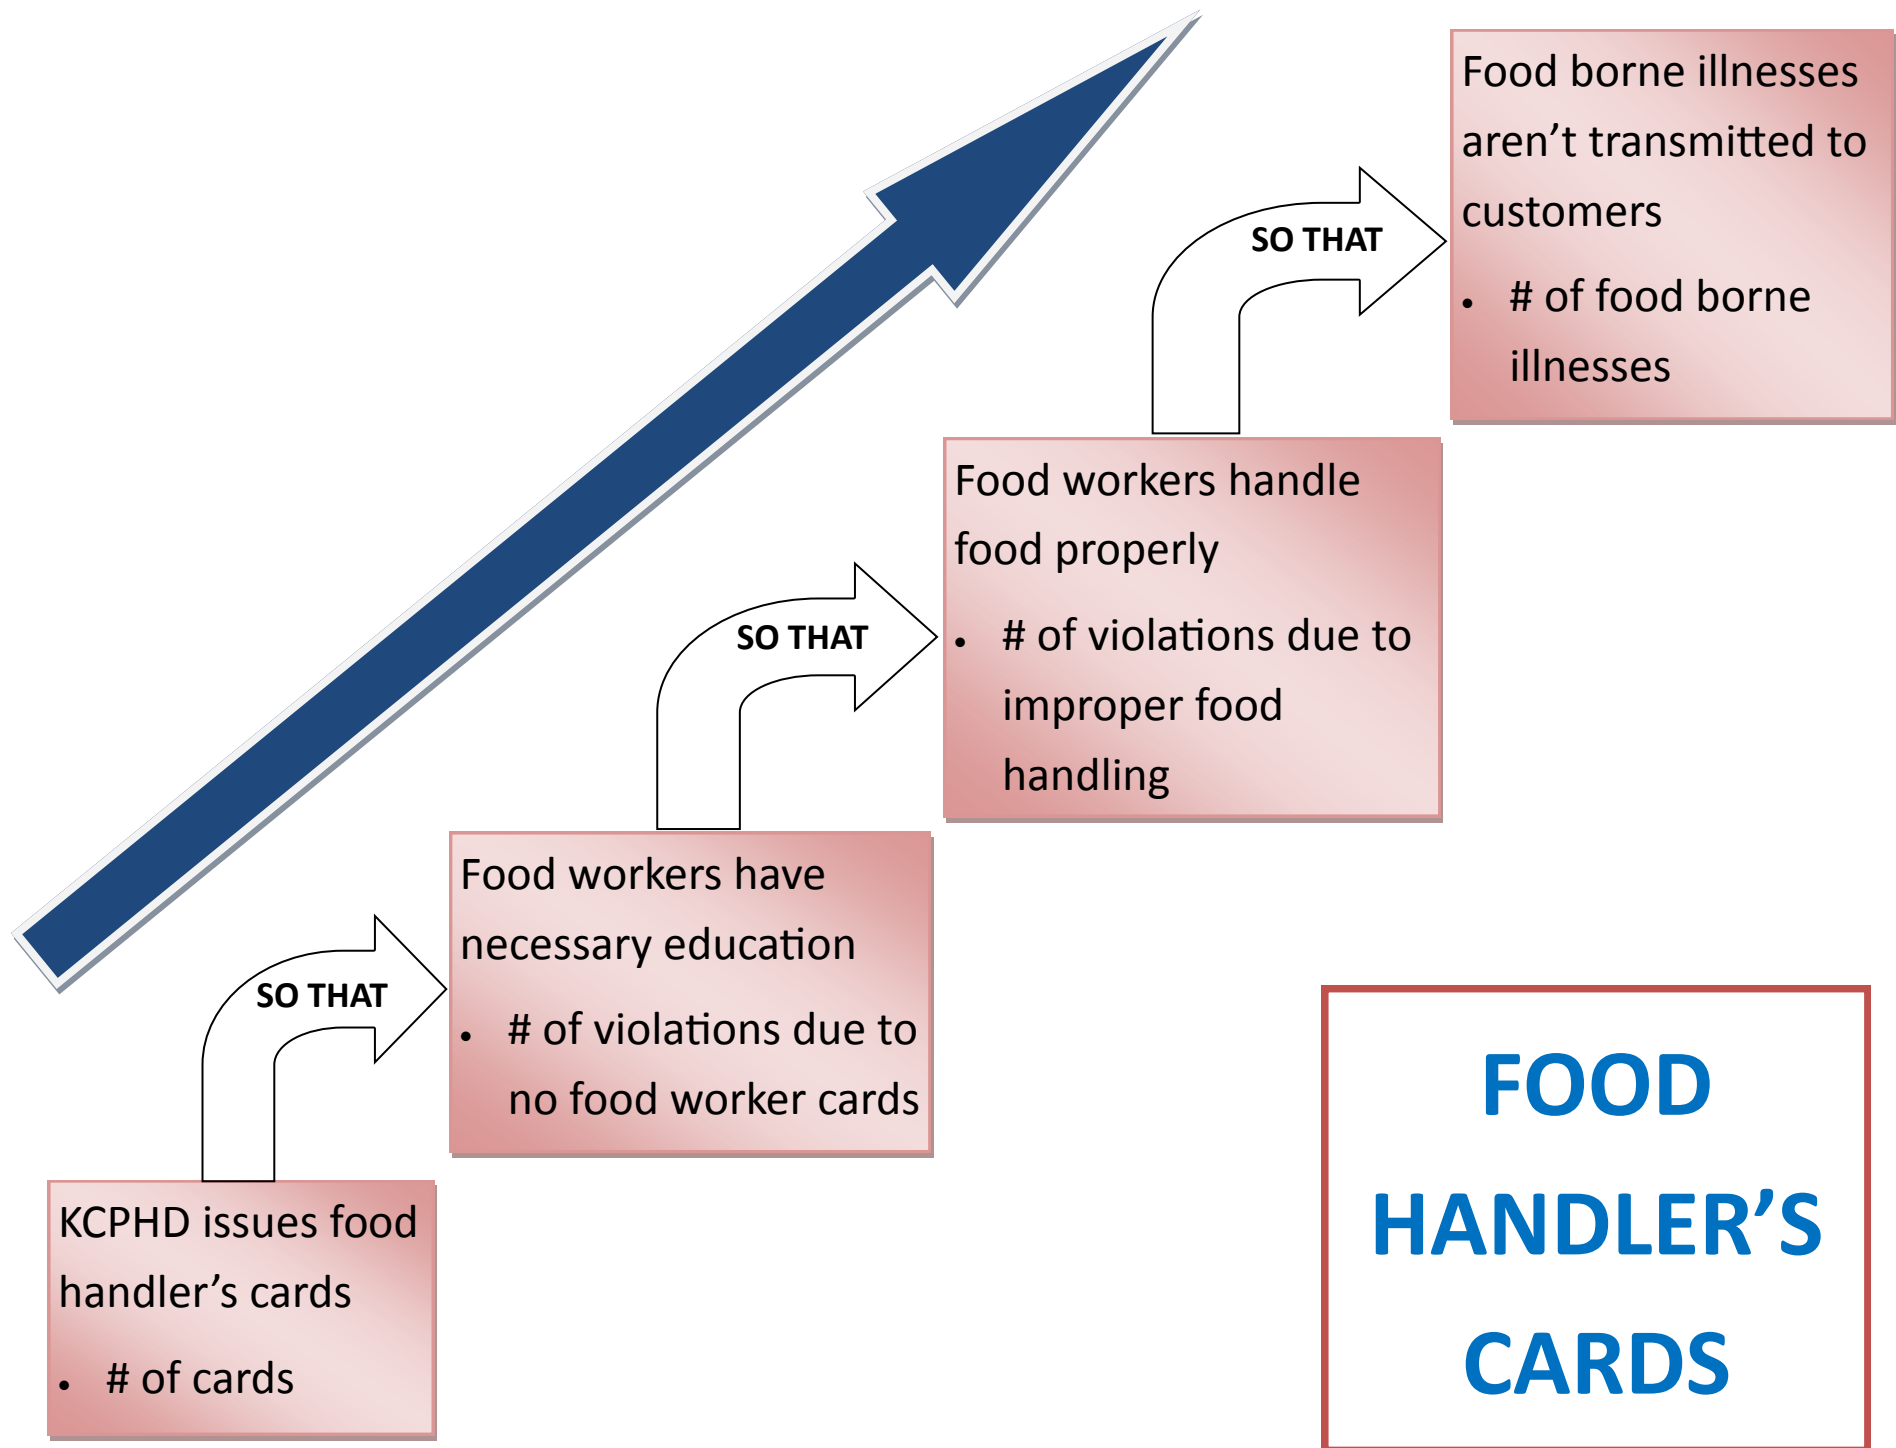 KCPHD issues food
handler’s cards
• # of cards
SO THAT
Food workers have
necessary education
• # of violations due to
no food worker cards
SO THAT
Food workers handle
food properly
• # of violations due to
improper food
handling
SO THAT
Food borne illnesses
aren’t transmitted to
customers
• # of food borne
illnesses
FOOD
HANDLER’S
CARDS